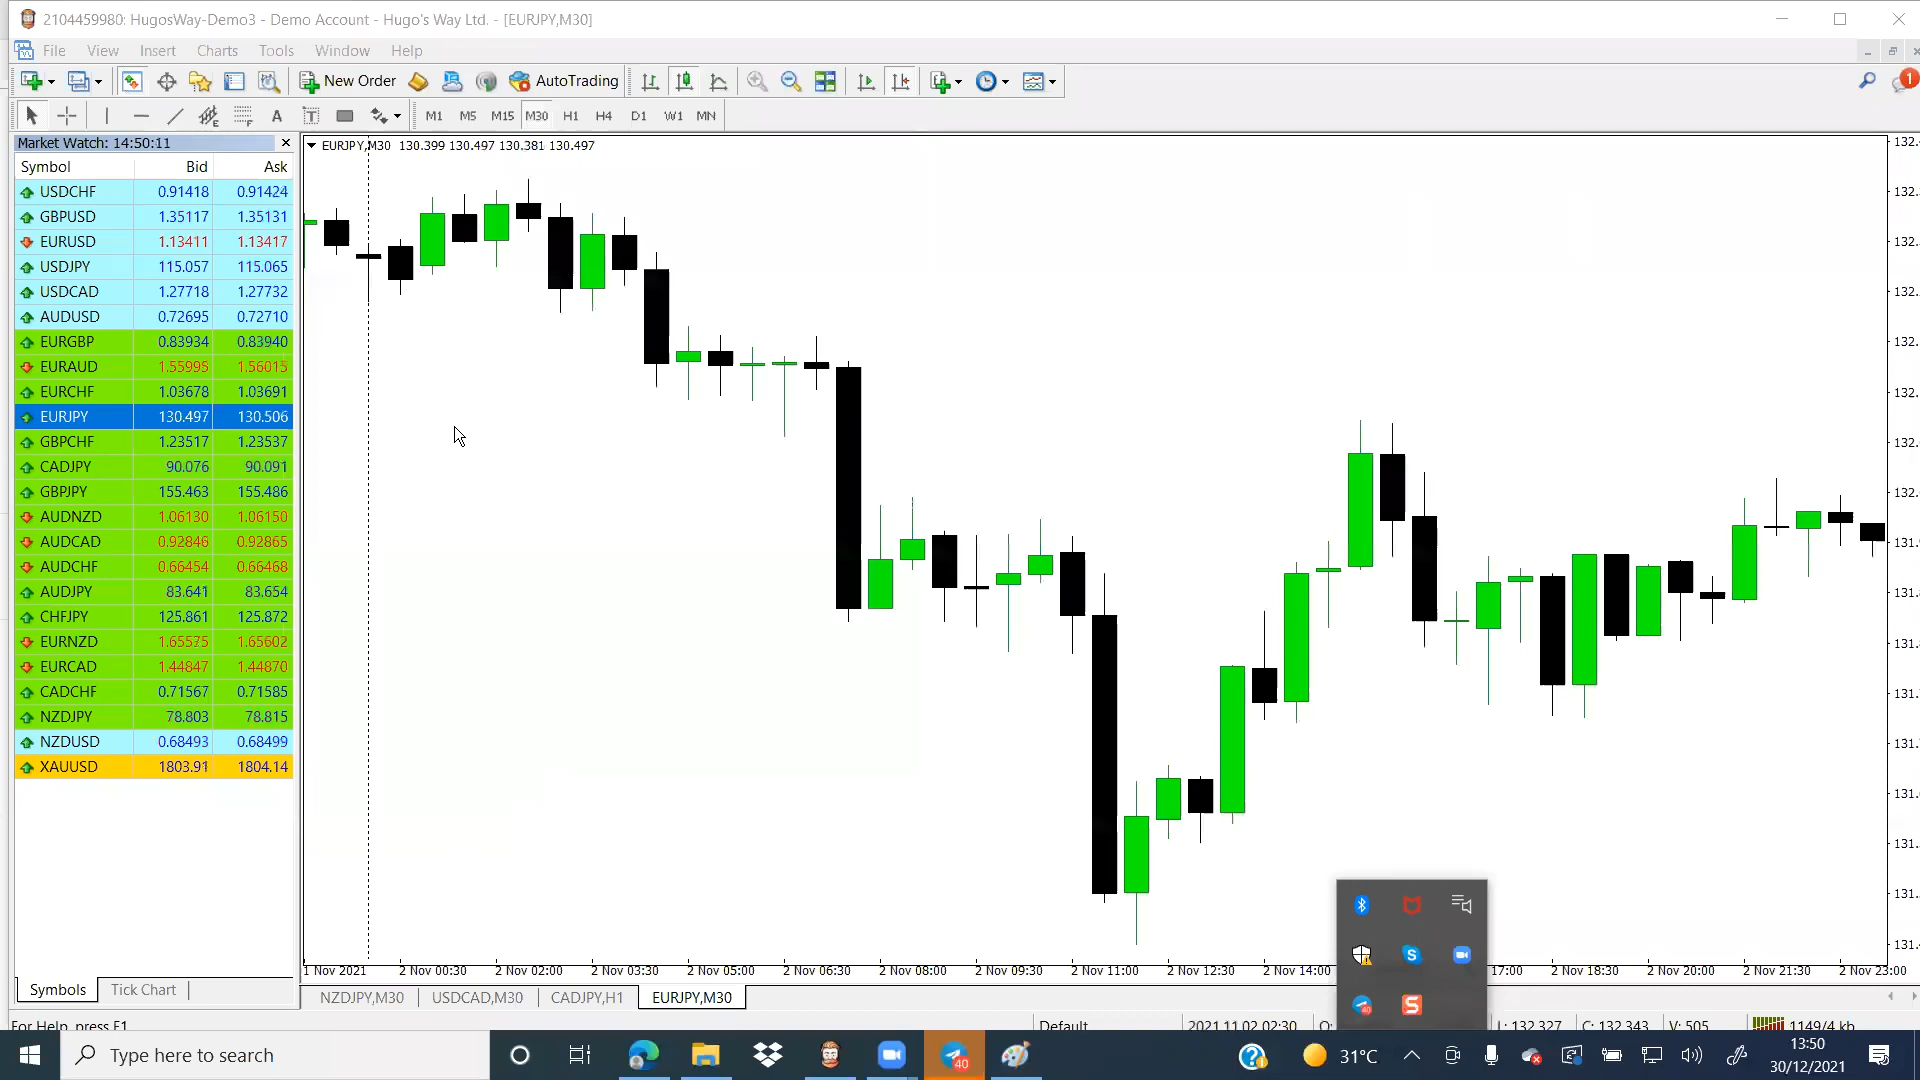 2104459980: HugosWay-Demo3 - Demo Account - Hugo's Way Ltd. - [EURJPY,M30]
File View Insert Charts Tools Window Help
New Order AutoTrading 1
A T M1 M5 M15 M30 H1 H4 D1 W1 MN
Market Watch: 14:50:11
EURJPY,M30 130.399 130.497 130.381 130.497
Symbol Bid Ask
USDCHF 0.91418 0.91424
GBPUSD 1.35117 1.35131
EURUSD 1.13411 1.13417
USDJPY 115.057 115.065
USDCAD 1.27718 1.27732
AUDUSD 0.72695 0.72710
EURGBP 0.83934 0.83940
EURAUD 1.55995 1.56015
EURCHF 1.03678 1.03691
EURJPY 130.497 130.506
GBPCHF 1.23517 1.23537
CADJPY 90.076 90.091
GBPJPY 155.463 155.486
AUDNZD 1.06130 1.06150
AUDCAD 0.92846 0.92865
AUDCHF 0.66454 0.66468
AUDJPY 83.641 83.654
CHFJPY 125.861 125.872
EURNZD 1.65575 1.65602
EURCAD 1.44847 1.44870
CADCHF 0.71567 0.71585
NZDJPY 78.803 78.815
NZDUSD 0.68493 0.68499
XAUUSD 1803.91 1804.14
1 Nov 2021 2 Nov 00:30 2 Nov 02:00 2 Nov 03:30 2 Nov 05:00 2 Nov 06:30 2 Nov 08:00 2 Nov 09:30 2 Nov 11:00 2 Nov 12:30 2 Nov 14:00 17:00 2 Nov 18:30 2 Nov 20:00 2 Nov 21:30 2 Nov 23:00
Symbols Tick Chart
NZDJPY,M30 USDCAD,M30 CADJPY,H1 EURJPY,M30
For Help, press F1 Default 2021.11.02 02:30 O: L: 132.327 C: 132.343 V: 505 1149/4 kb
Type here to search 40 31°C 13:50
30/12/2021